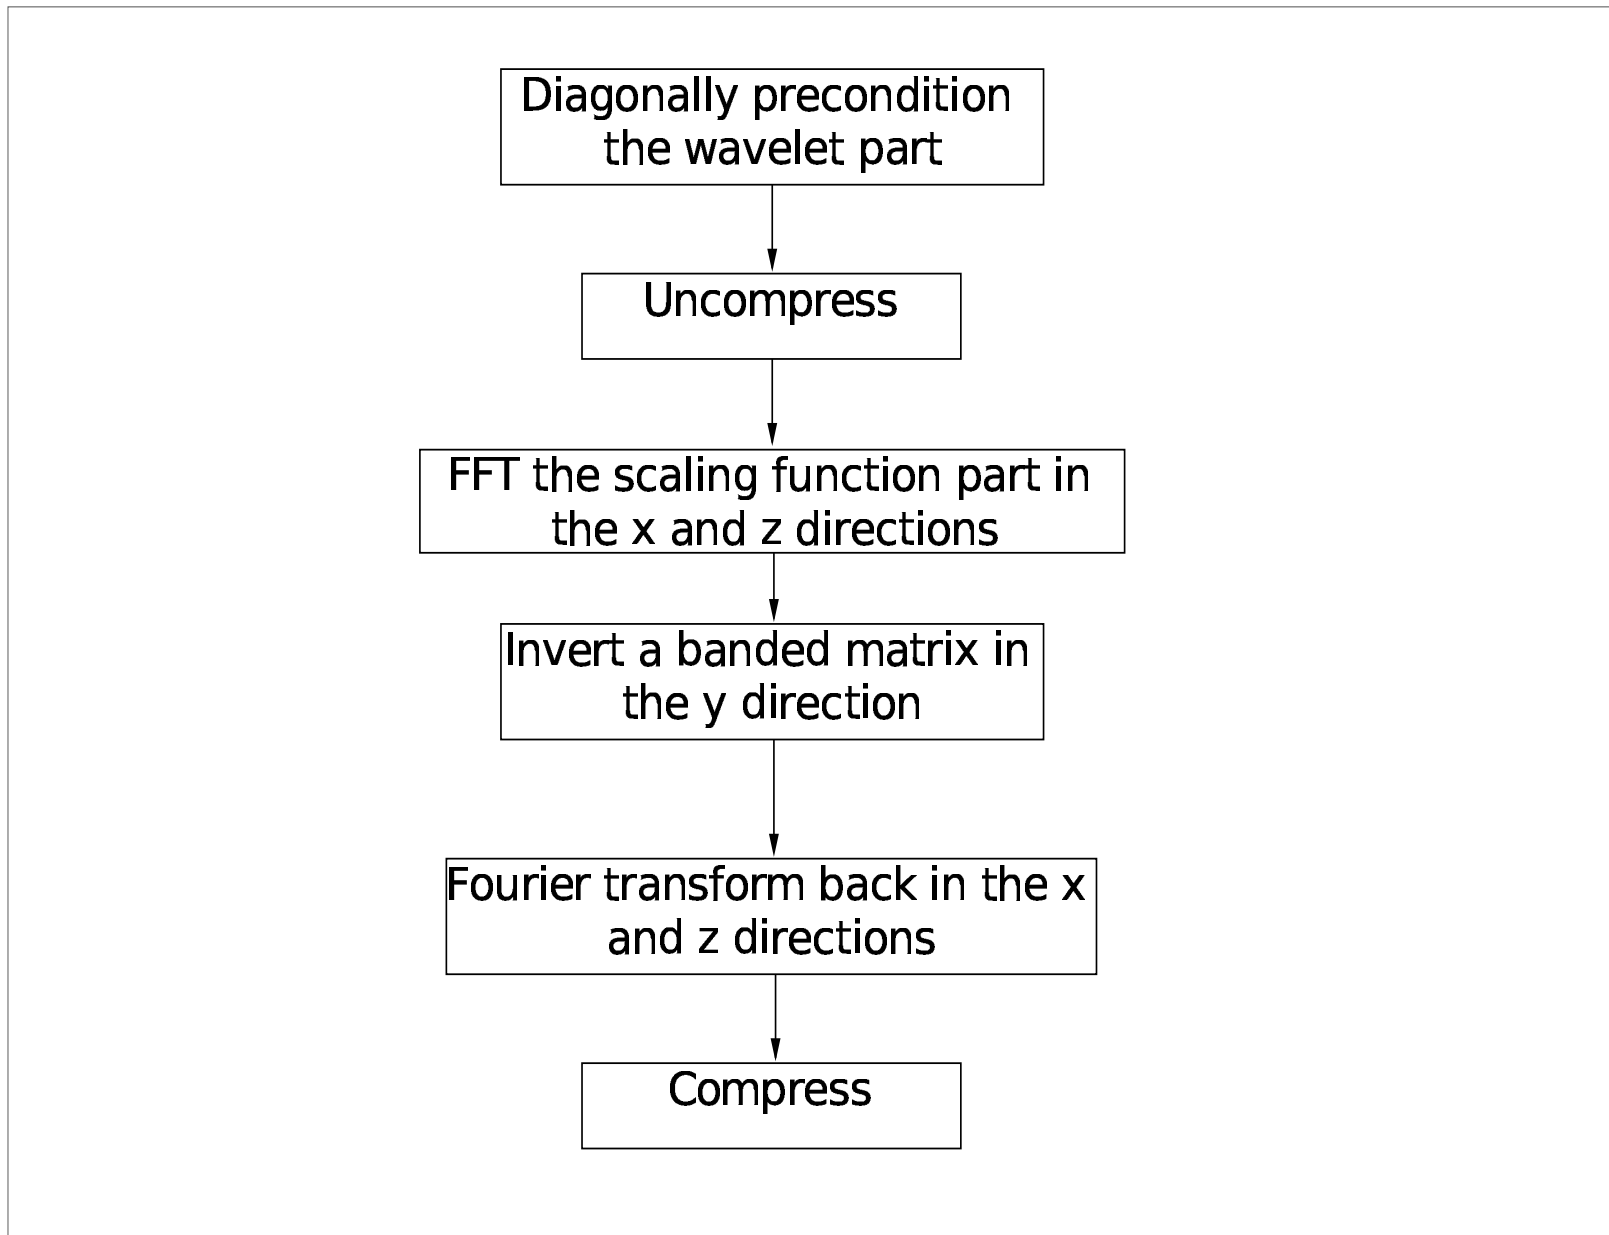 Diagonally precondition
the wavelet part
Uncompress
FFT the scaling function part in
the x and z directions
Invert a banded matrix in
the y direction
Fourier transform back in the x
and z directions
Compress